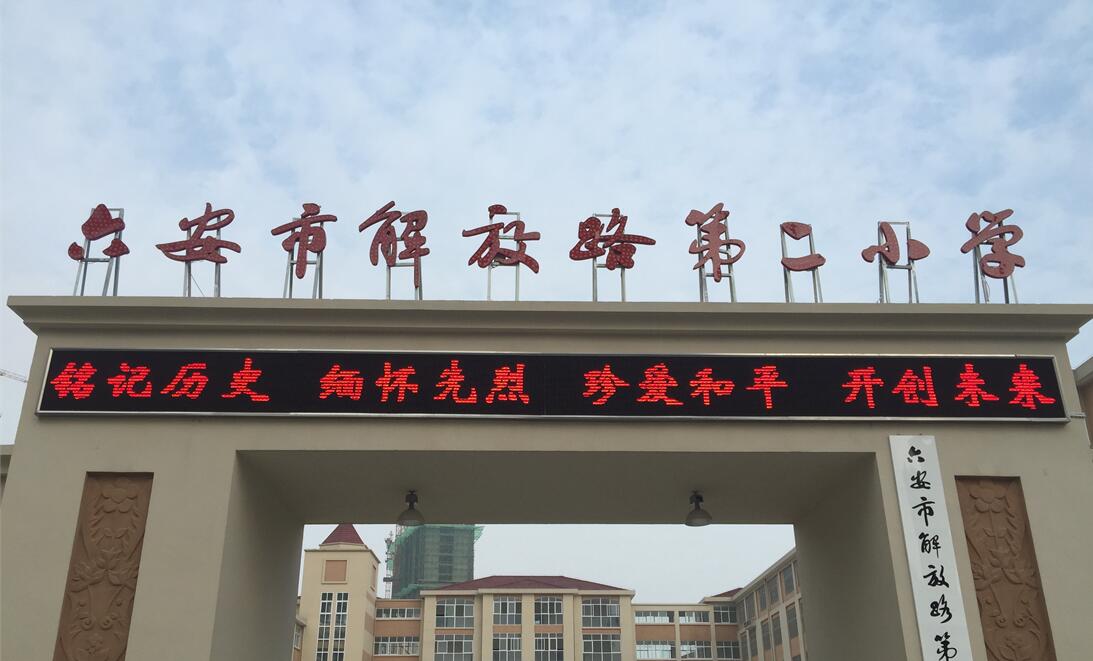 六安市解放路第二小学
铭记历史 缅怀先烈 珍爱和平 开创未来
六安市解放路第